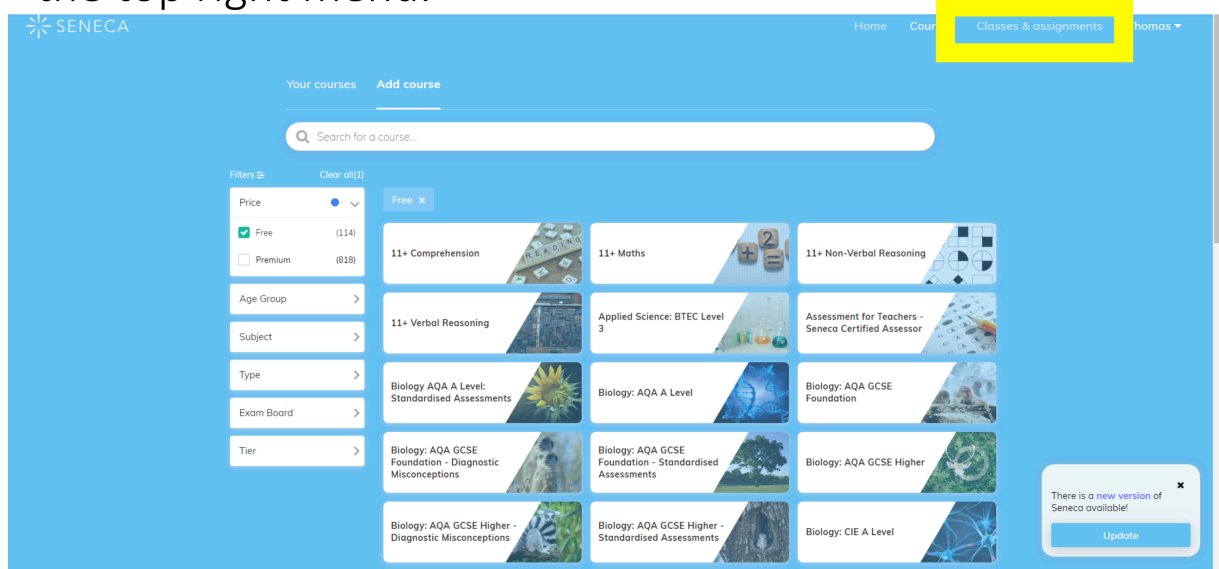 the top right menu.
SENECA
Home Cour Classes & assignments homas
Your courses Add course
Search for a course...
Filters Clear all(1)
Price
Free ×
Free (114)
Premium (818)
11+ Comprehension
11+ Maths
11+ Non-Verbal Reasoning
Age Group
Subject
Type
Exam Board
Tier
11+ Verbal Reasoning
Applied Science: BTEC Level
3
Assessment for Teachers -
Seneca Certified Assessor
Biology AQA A Level:
Standardised Assessments
Biology: AQA A Level
Biology: AQA GCSE
Foundation
Biology: AQA GCSE
Foundation - Diagnostic
Misconceptions
Biology: AQA GCSE
Foundation - Standardised
Assessments
Biology: AQA GCSE Higher
Biology: AQA GCSE Higher -
Diagnostic Misconceptions
Biology: AQA GCSE Higher -
Standardised Assessments
Biology: CIE A Level
There is a new version of
Seneca available!
Update